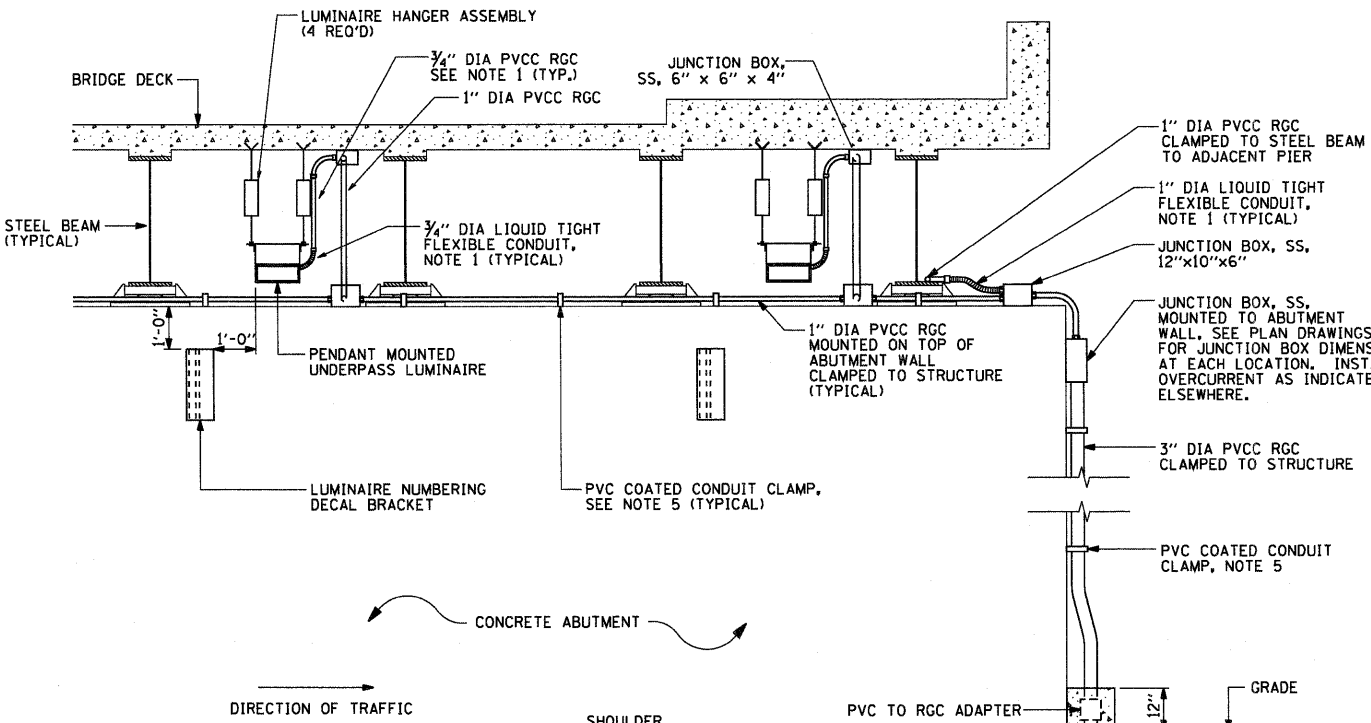 LUMINAIRE HANGER ASSEMBLY
(4 REQ'D)
3/4" DIA PVCC RGC
SEE NOTE 1 (TYP.)
1" DIA PVCC RGC
BRIDGE DECK
JUNCTION BOX,
SS, 6" x 6" x 4"
1" DIA PVCC RGC
CLAMPED TO STEEL BEAM
TO ADJACENT PIER
1" DIA LIQUID TIGHT
FLEXIBLE CONDUIT,
NOTE 1 (TYPICAL)
JUNCTION BOX, SS,
12"x10"x6"
STEEL BEAM
(TYPICAL)
3/4" DIA LIQUID TIGHT
FLEXIBLE CONDUIT,
NOTE 1 (TYPICAL)
JUNCTION BOX, SS,
MOUNTED TO ABUTMENT
WALL, SEE PLAN DRAWINGS
FOR JUNCTION BOX DIMENS
AT EACH LOCATION. INST
OVERCURRENT AS INDICATE
ELSEWHERE.
1'-0"
1'-0"
PENDANT MOUNTED
UNDERPASS LUMINAIRE
1" DIA PVCC RGC
MOUNTED ON TOP OF
ABUTMENT WALL
CLAMPED TO STRUCTURE
(TYPICAL)
3" DIA PVCC RGC
CLAMPED TO STRUCTURE
LUMINAIRE NUMBERING
DECAL BRACKET
PVC COATED CONDUIT CLAMP,
SEE NOTE 5 (TYPICAL)
PVC COATED CONDUIT
CLAMP, NOTE 5
CONCRETE ABUTMENT
DIRECTION OF TRAFFIC
SHOULDER
PVC TO RGC ADAPTER
12"
GRADE